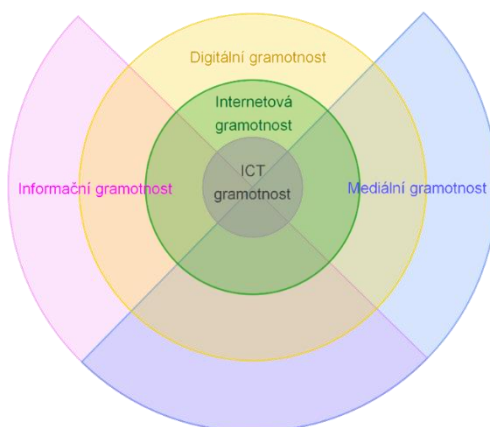 Digitální gramotnost
Internetová
gramotnost
ICT
gramotnost
Informační gramotnost
Mediální gramotnost